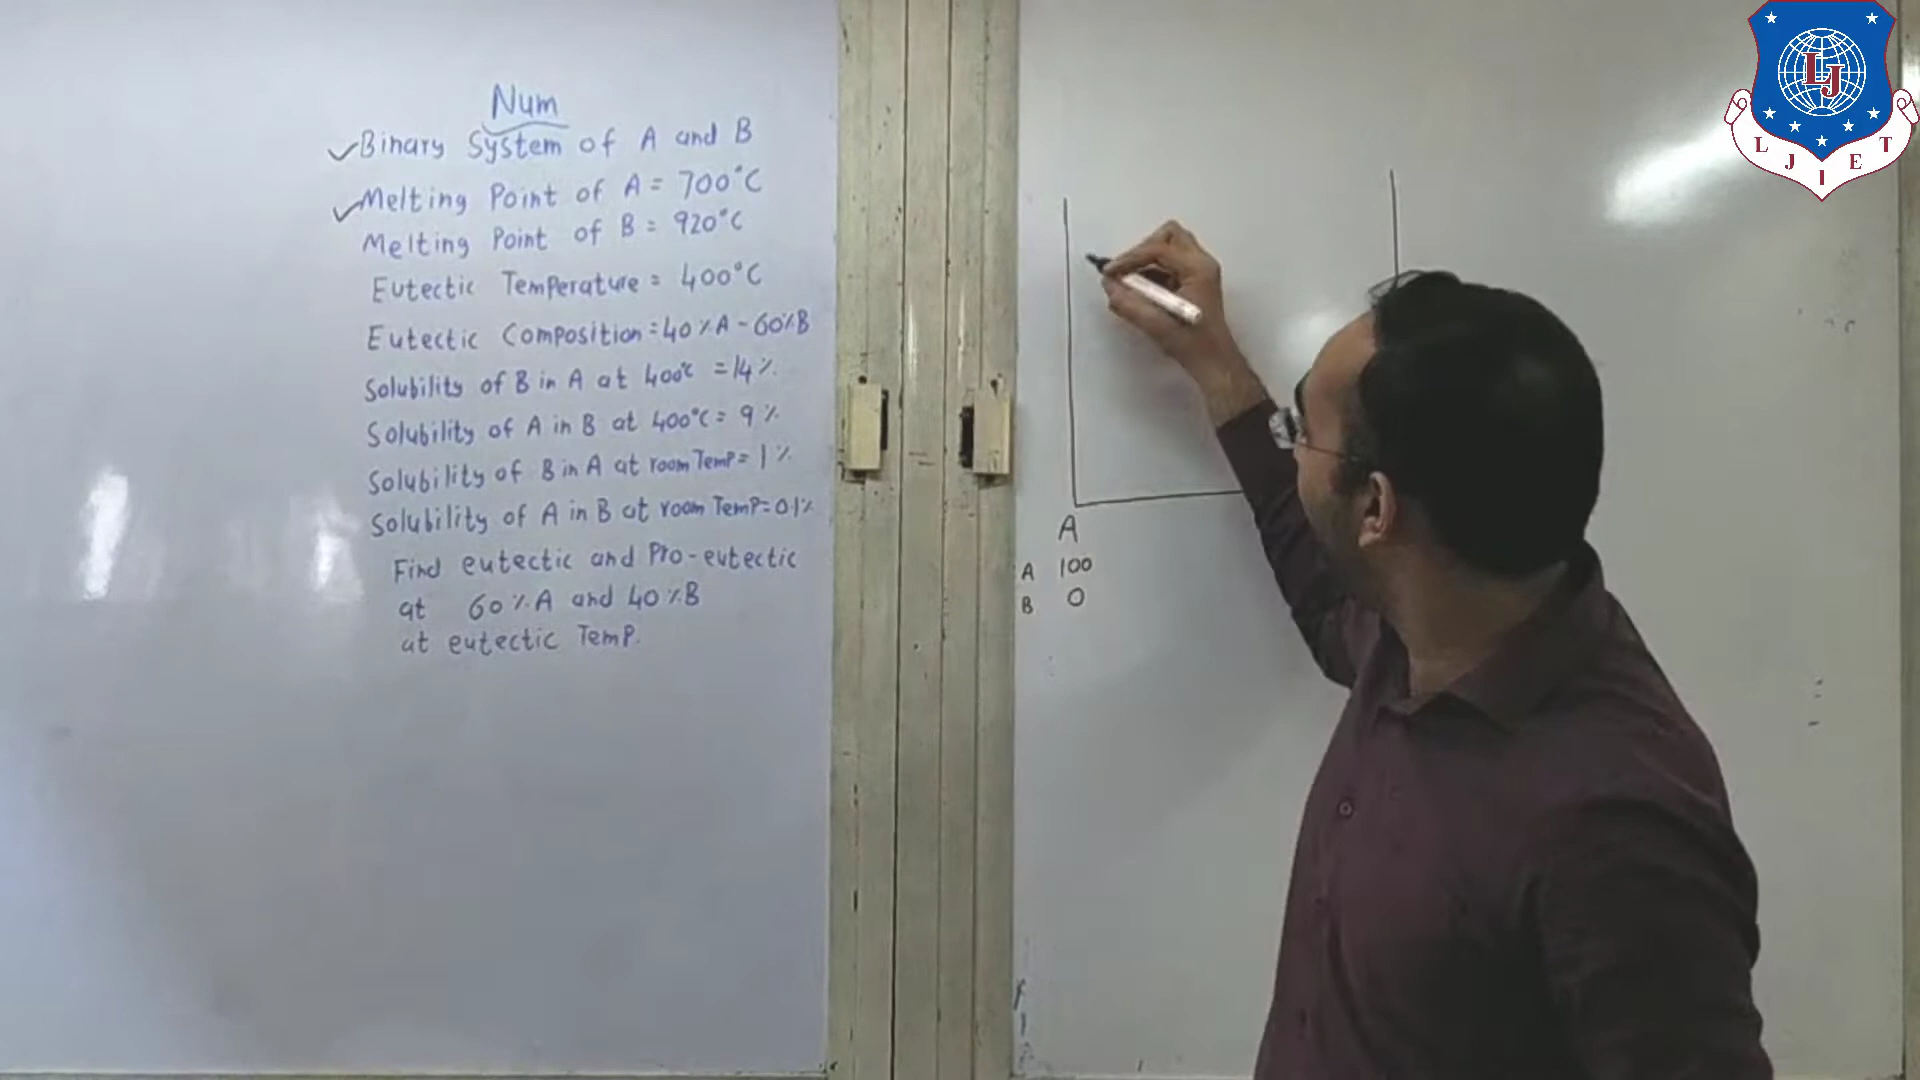 Num
Binary System of A and B
Melting Point of A = 700°C
Melting Point of B = 920°C
Eutectic Temperature = 400°C
Eutectic Composition = 40%A - 60%B
Solubility of B in A at 400°C = 14%
Solubility of A in B at 400°C = 9%
Solubility of B in A at room Temp = 1%
Solubility of A in B at room Temp = 0.1%
Find eutectic and Pro-eutectic
at 60%A and 40%B
at eutectic Temp.
A
A 100
B 0
LJ
LJIET